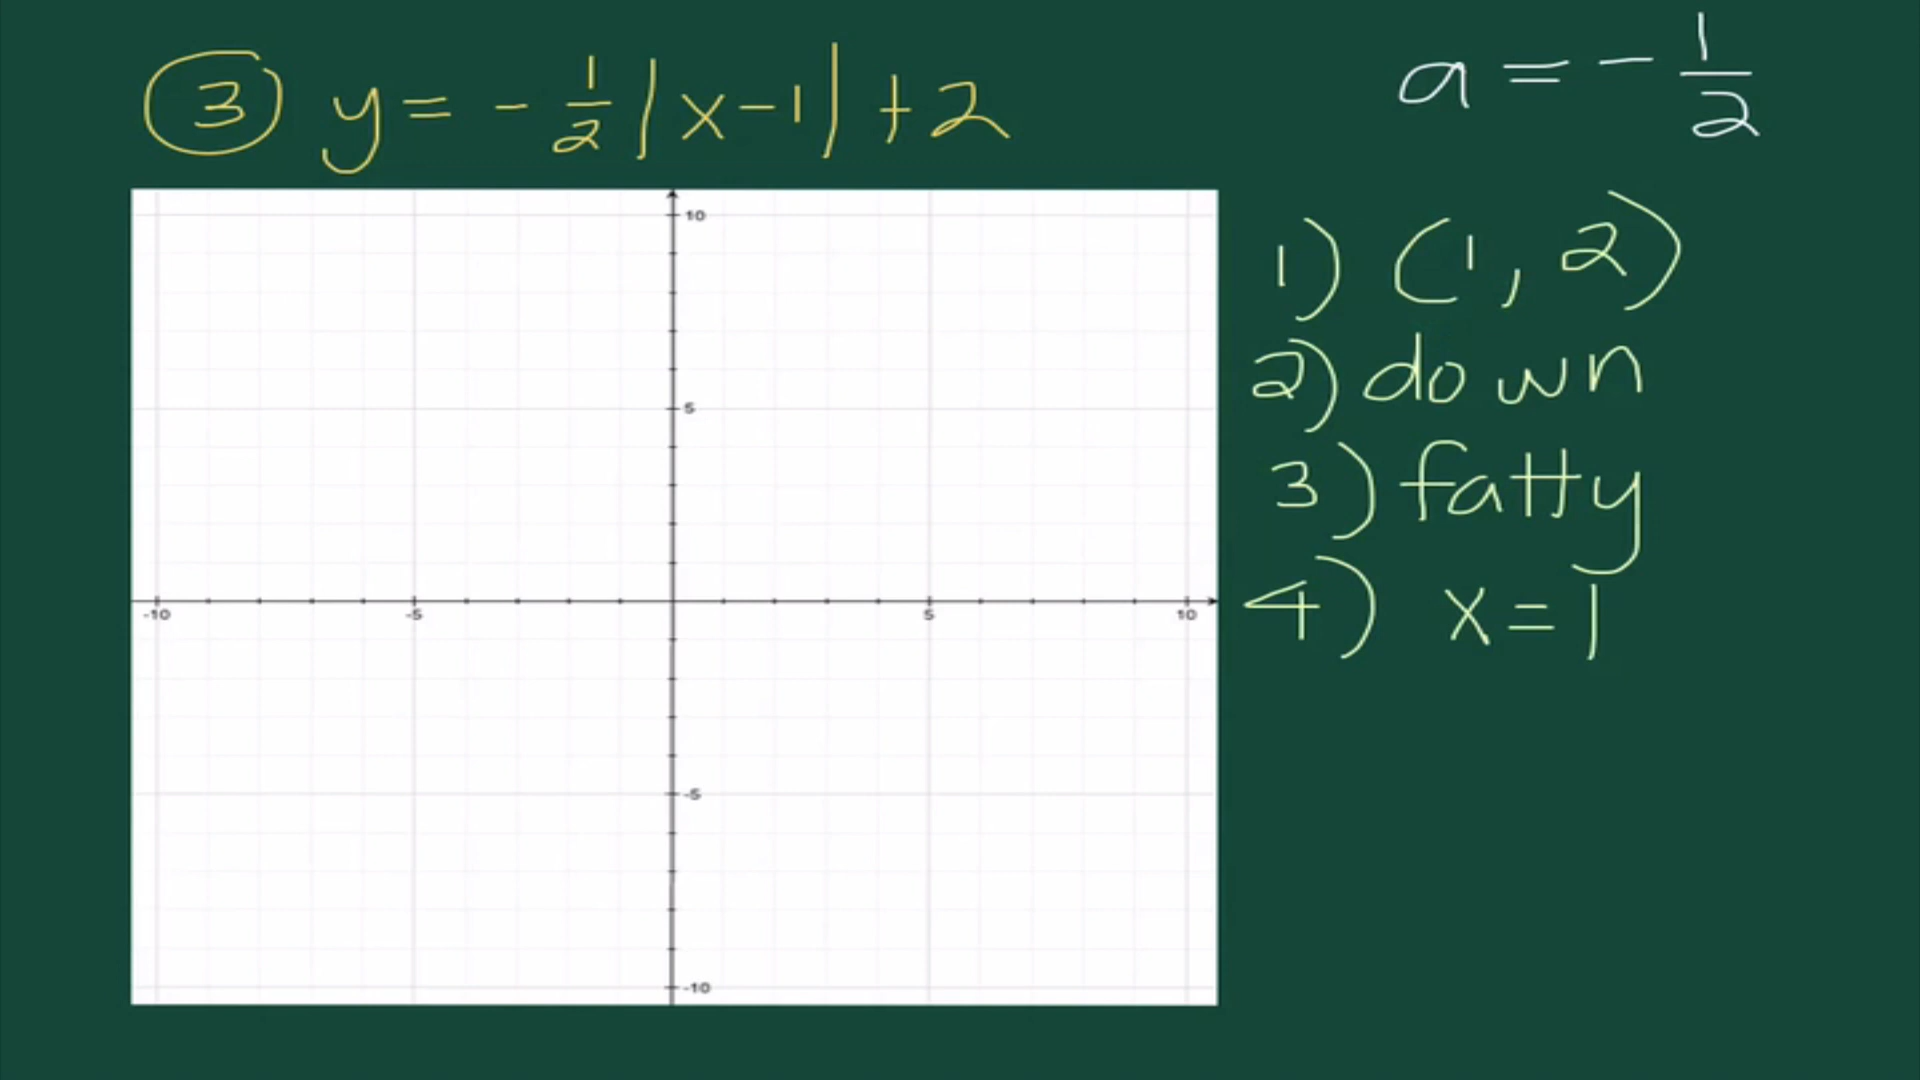 ③ y = -1/2 |x-1| +2
a = -1/2
1) (1, 2)
2) down
3) fatty
4) x=1
10
5
-10 -5 5 10
-5
-10